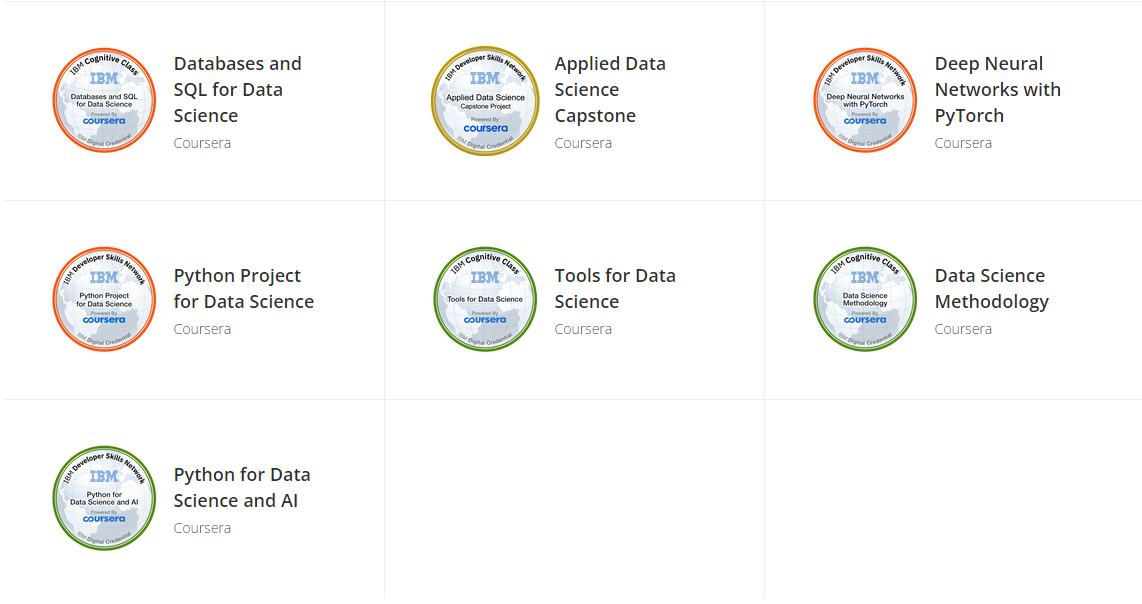 IBM Cognitive Class
IBM
Databases and SQL
for Data Science
Powered By
coursera
IBM Digital Credential
Databases and
SQL for Data
Science
Coursera
IBM Developer Skills Network
IBM
Applied Data Science
Capstone Project
Powered By
coursera
IBM Digital Credential
Applied Data
Science
Capstone
Coursera
IBM Developer Skills Network
IBM
Deep Neural Networks
with PyTorch
Powered By
coursera
IBM Digital Credential
Deep Neural
Networks with
PyTorch
Coursera
IBM Developer Skills Network
IBM
Python Project
for Data Science
Powered By
coursera
IBM Digital Credential
Python Project
for Data Science
Coursera
IBM Cognitive Class
IBM
Tools for Data Science
Powered By
coursera
IBM Digital Credential
Tools for Data
Science
Coursera
IBM Cognitive Class
IBM
Data Science
Methodology
Powered By
coursera
IBM Digital Credential
Data Science
Methodology
Coursera
IBM Developer Skills Network
IBM
Python for
Data Science and AI
Powered By
coursera
IBM Digital Credential
Python for Data
Science and AI
Coursera